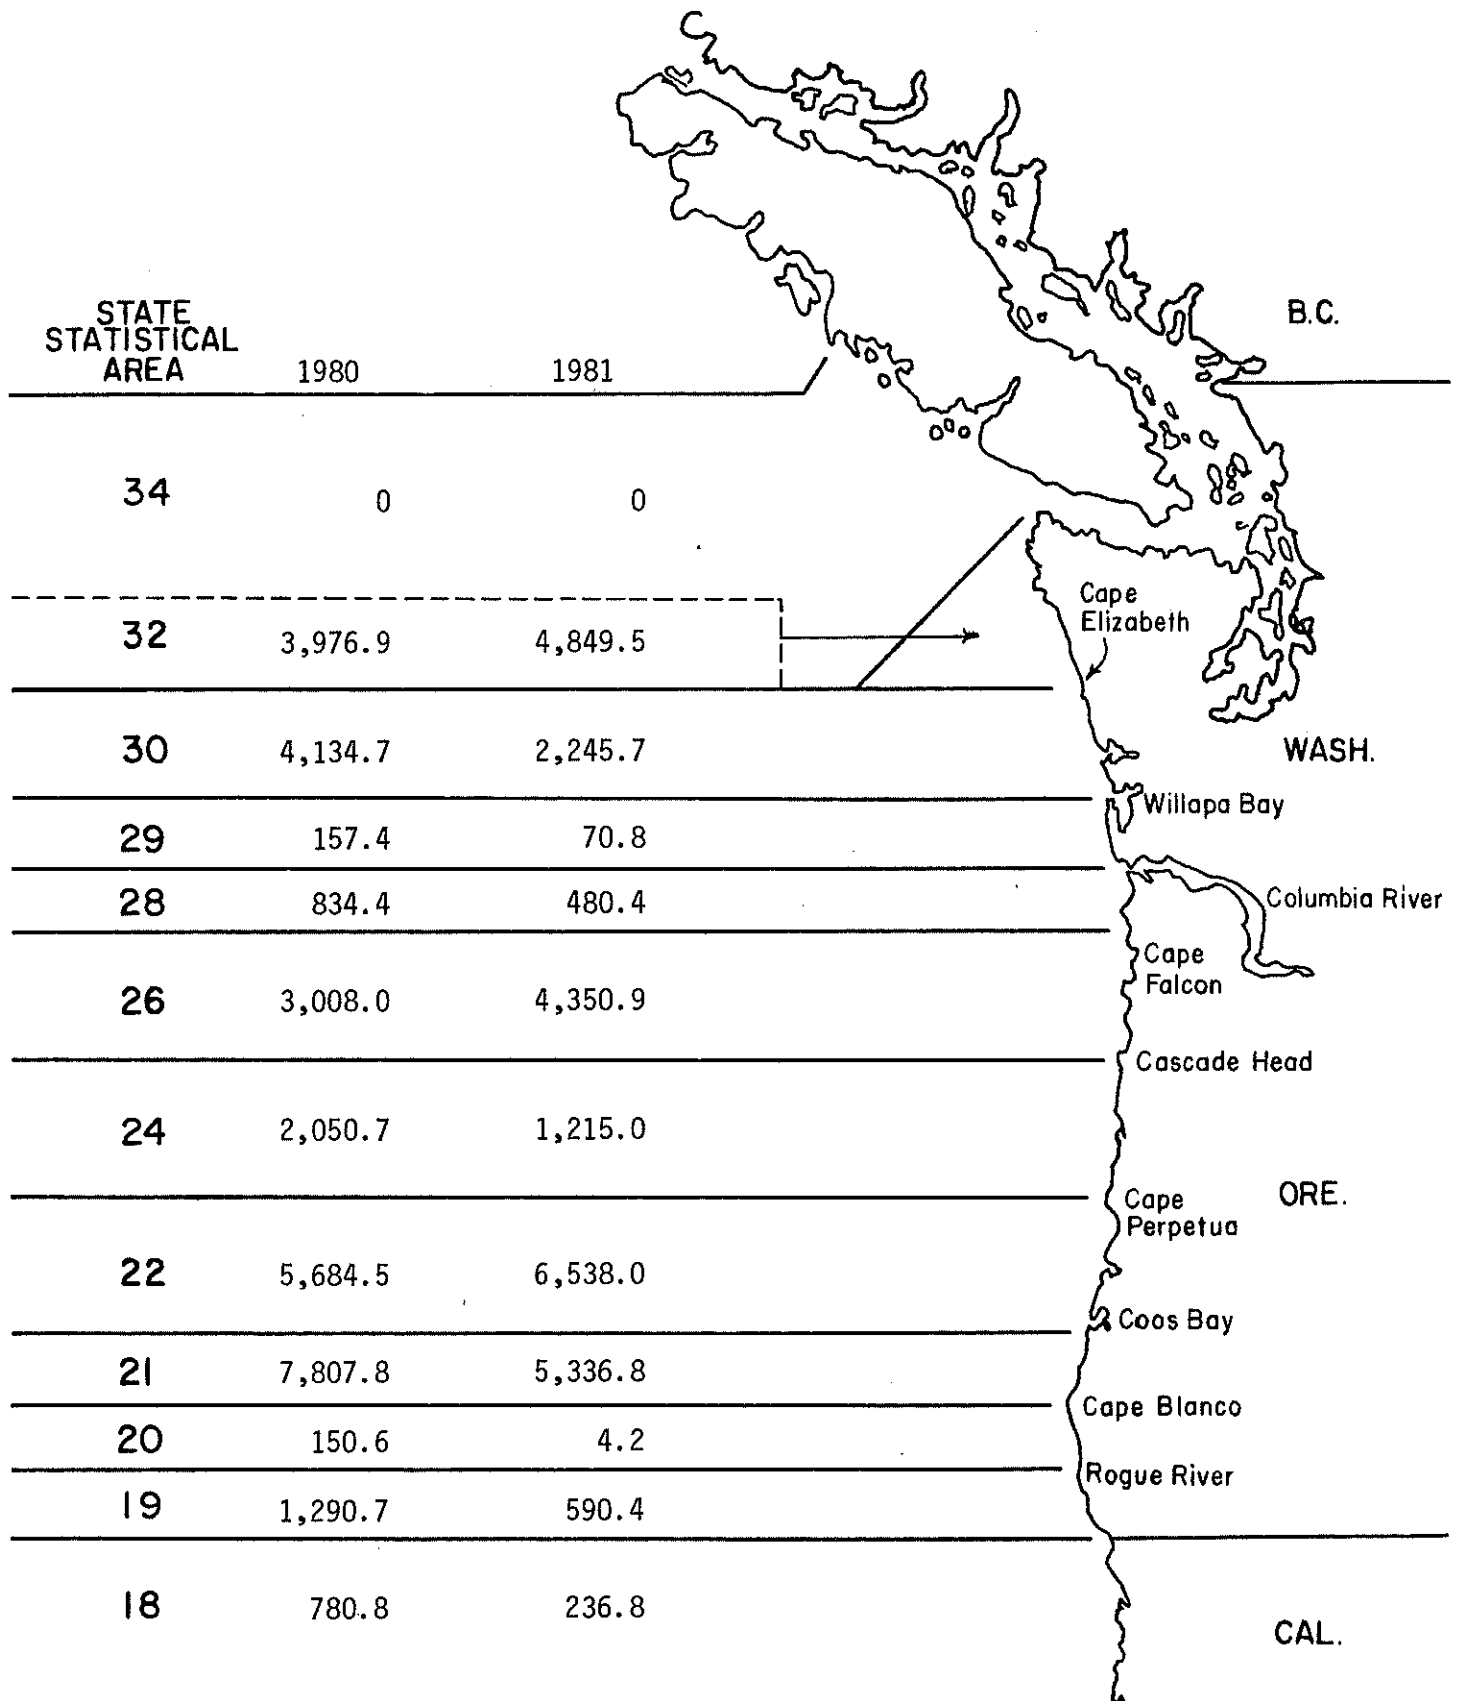 STATE
STATISTICAL
AREA 1980 1981
B.C.
34 0 0
Cape
Elizabeth
32 3,976.9 4,849.5
30 4,134.7 2,245.7
WASH.
Willapa Bay
29 157.4 70.8
28 834.4 480.4
Columbia River
Cape
Falcon
26 3,008.0 4,350.9
Cascade Head
24 2,050.7 1,215.0
ORE.
Cape
Perpetua
22 5,684.5 6,538.0
Coos Bay
21 7,807.8 5,336.8
Cape Blanco
20 150.6 4.2
Rogue River
19 1,290.7 590.4
18 780.8 236.8
CAL.